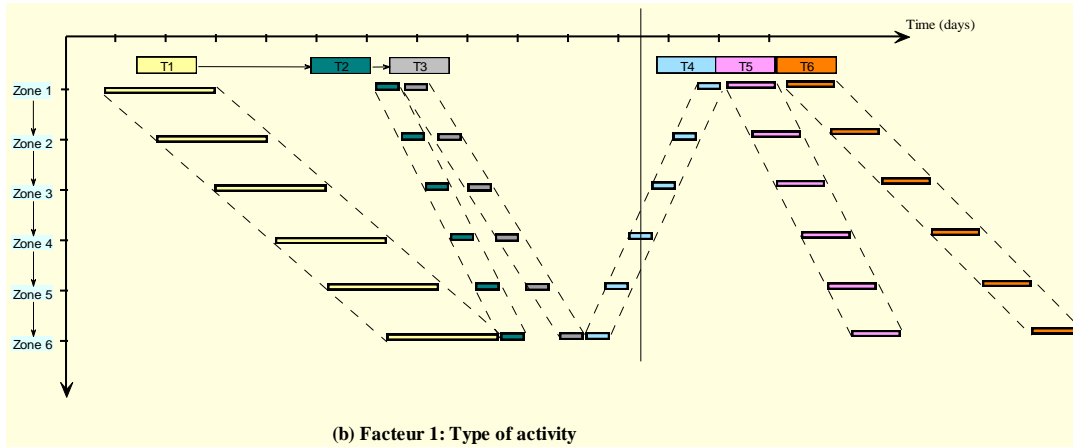 Time (days)
T1
T2
T3
T4
T5
T6
Zone 1
Zone 2
Zone 3
Zone 4
Zone 5
Zone 6
(b) Facteur 1: Type of activity